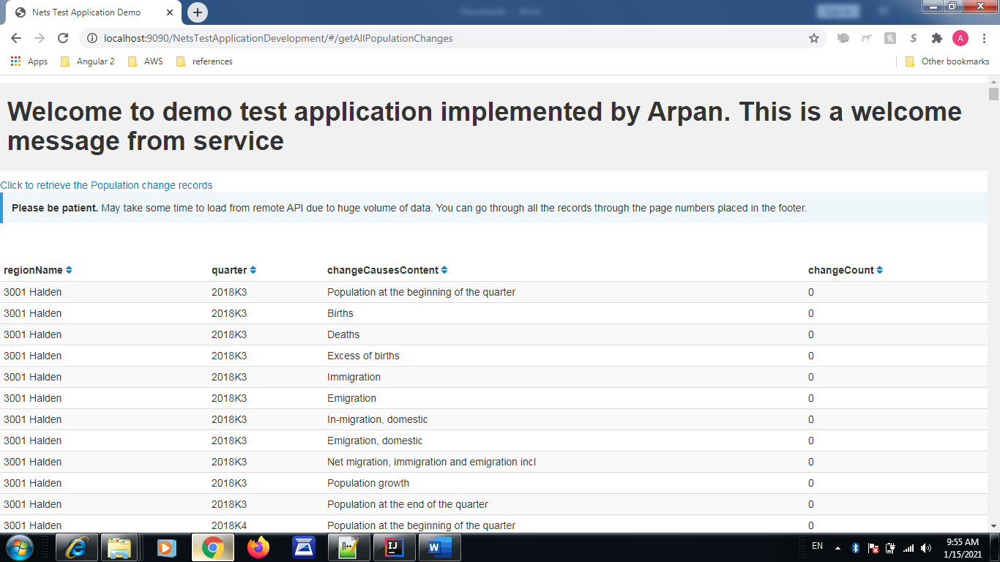 Nets Test Application Demo
localhost:9090/NetsTestApplicationDevelopment/#/getAllPopulationChanges
A
Apps Angular 2 AWS references Other bookmarks
Welcome to demo test application implemented by Arpan. This is a welcome
message from service
Click to retrieve the Population change records
Please be patient. May take some time to load from remote API due to huge volume of data. You can go through all the records through the page numbers placed in the footer.
regionName quarter changeCausesContent changeCount
3001 Halden 2018K3 Population at the beginning of the quarter 0
3001 Halden 2018K3 Births 0
3001 Halden 2018K3 Deaths 0
3001 Halden 2018K3 Excess of births 0
3001 Halden 2018K3 Immigration 0
3001 Halden 2018K3 Emigration 0
3001 Halden 2018K3 In-migration, domestic 0
3001 Halden 2018K3 Emigration, domestic 0
3001 Halden 2018K3 Net migration, immigration and emigration incl 0
3001 Halden 2018K3 Population growth 0
3001 Halden 2018K3 Population at the end of the quarter 0
3001 Halden 2018K4 Population at the beginning of the quarter 0
EN 9:55 AM
1/15/2021